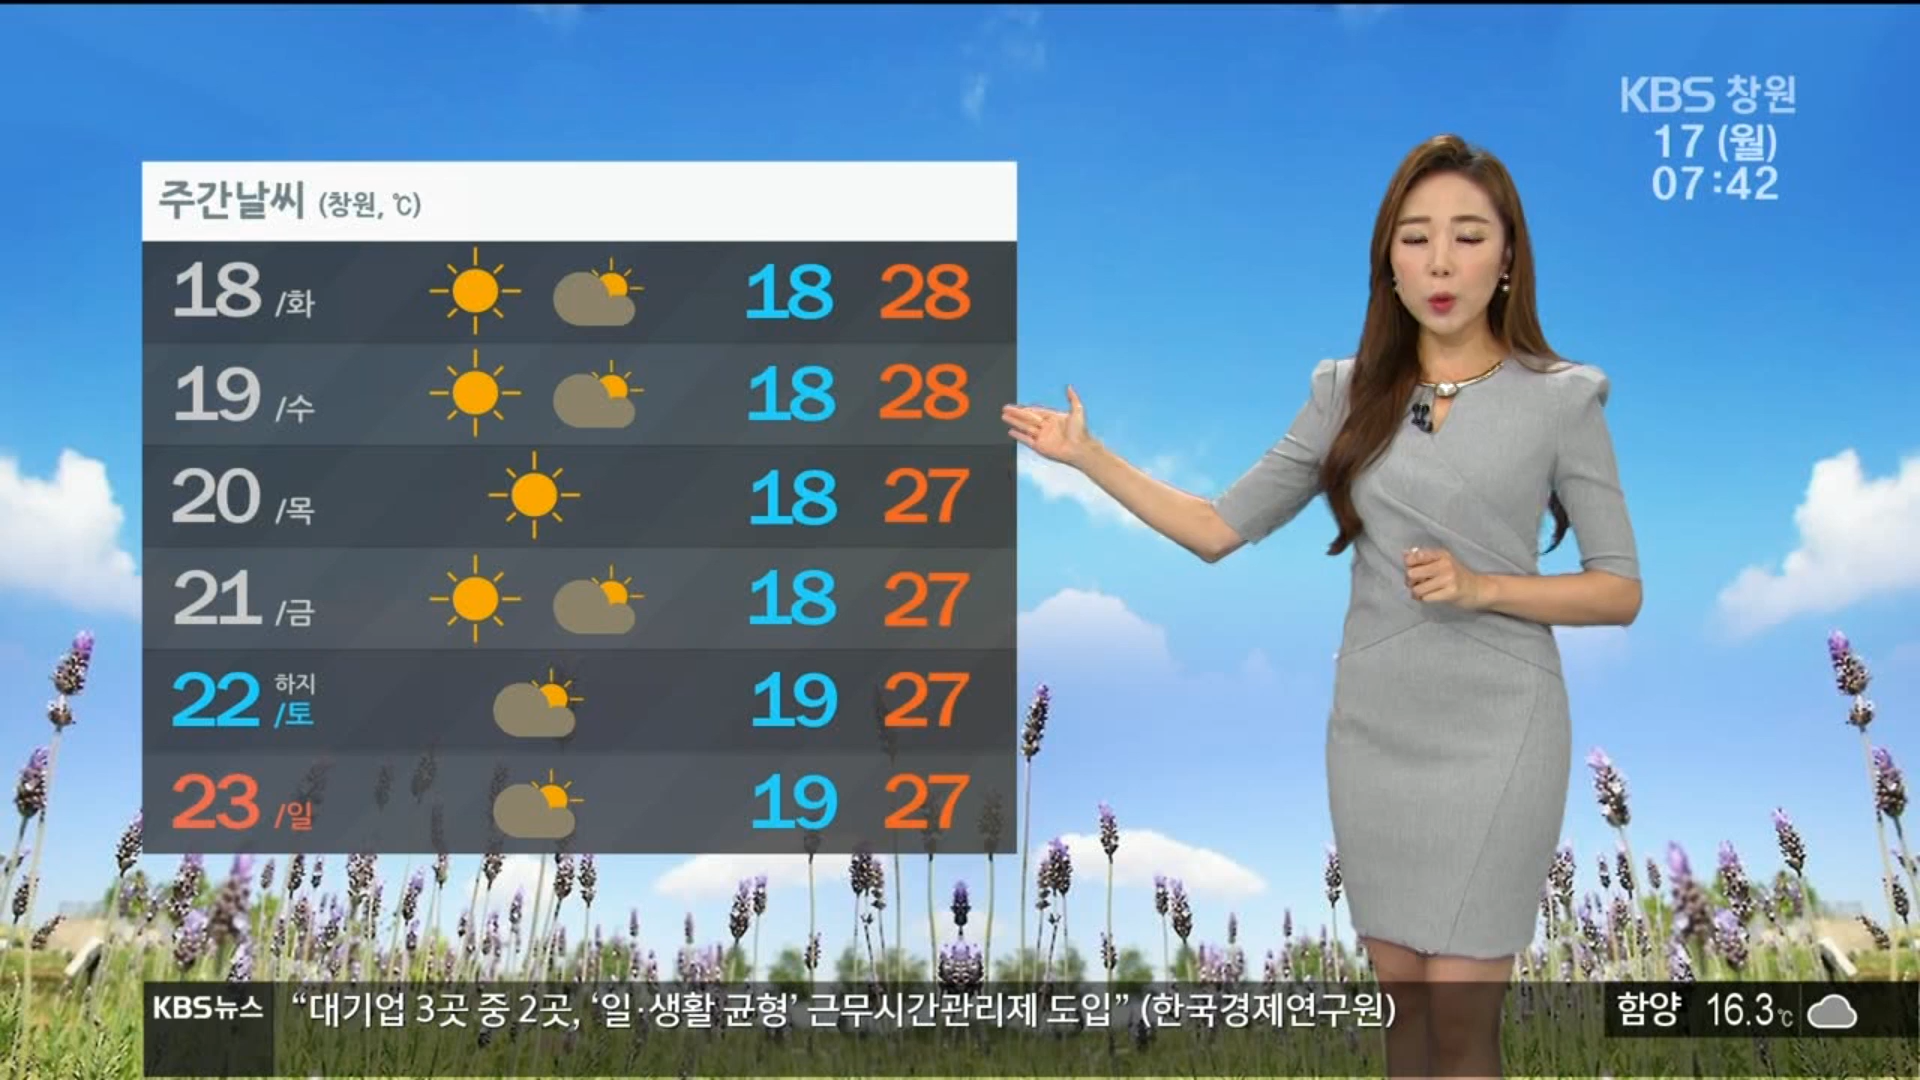 KBS 창원
17 (월)
07:42
주간날씨 (창원, ℃)
18 /화 18 28
19 /수 18 28
20 /목 18 27
21 /금 18 27
22 하지 /토 19 27
23 /일 19 27
KBS뉴스 “대기업 3곳 중 2곳, ‘일·생활 균형’ 근무시간관리제 도입” (한국경제연구원)
함양 16.3℃